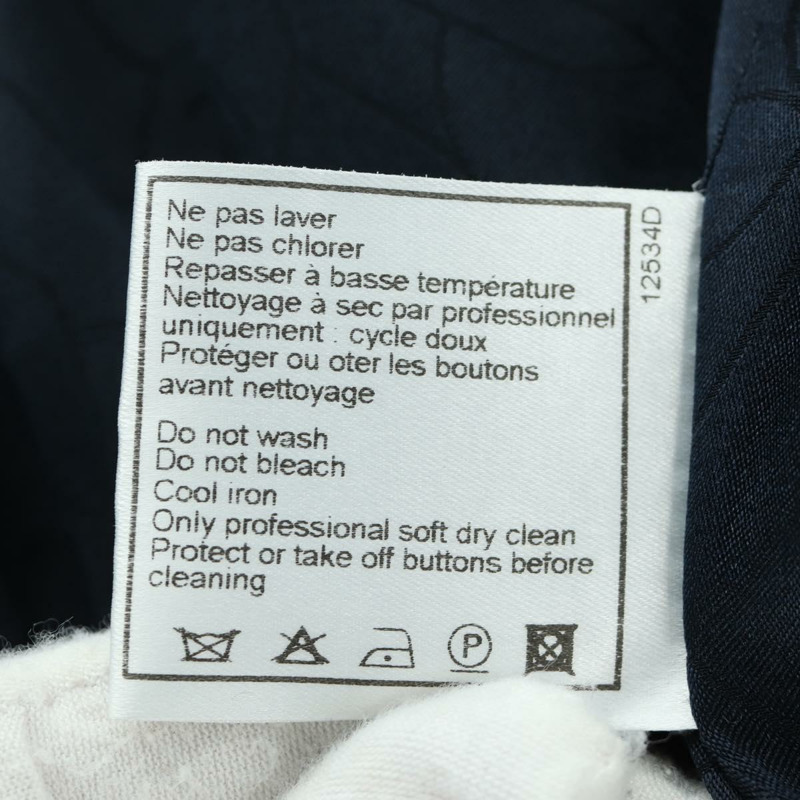 Ne pas laver
Ne pas chlorer
Repasser à basse température
Nettoyage à sec par professionnel
uniquement : cycle doux
Protéger ou oter les boutons
avant nettoyage
Do not wash
Do not bleach
Cool iron
Only professional soft dry clean
Protect or take off buttons before
cleaning
P
12534D